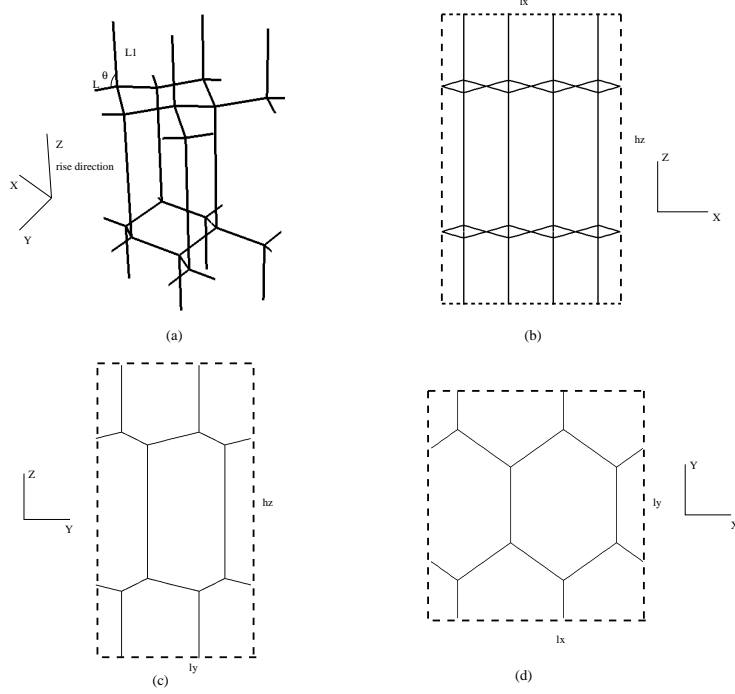 lx
L1
θ
L
Z
rise direction
X
Y
hz
Z
X
(a)
(b)
Z
Y
hz
ly
(c)
Y
X
ly
lx
(d)